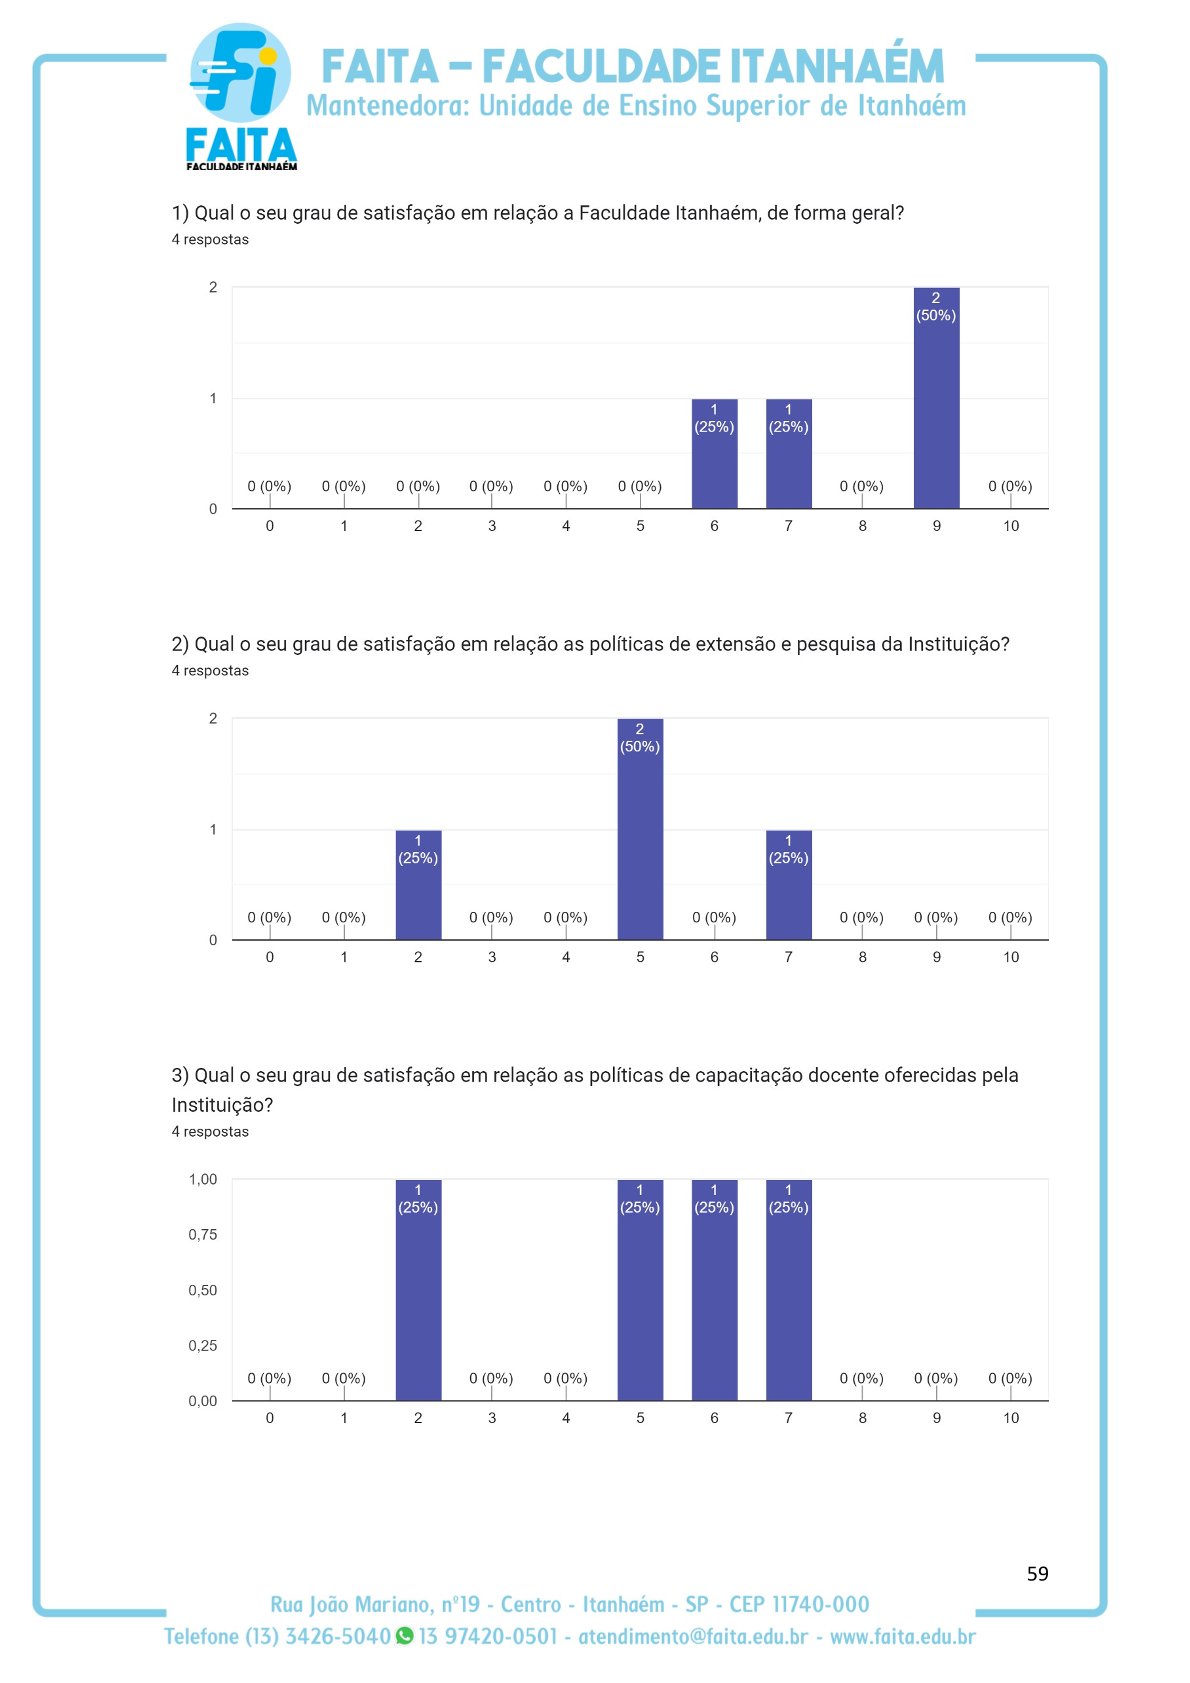 FAITA – FACULDADE ITANHAÉM
Mantenedora: Unidade de Ensino Superior de Itanhaém
Fi
FAITA
FACULDADE ITANHAÉM
1) Qual o seu grau de satisfação em relação a Faculdade Itanhaém, de forma geral?
4 respostas
2
1
0
0 (0%) 0 (0%) 0 (0%) 0 (0%) 0 (0%) 0 (0%) 1 (25%) 1 (25%) 0 (0%) 2 (50%) 0 (0%)
0 1 2 3 4 5 6 7 8 9 10
2) Qual o seu grau de satisfação em relação as políticas de extensão e pesquisa da Instituição?
4 respostas
2
1
0
0 (0%) 0 (0%) 1 (25%) 0 (0%) 0 (0%) 2 (50%) 0 (0%) 1 (25%) 0 (0%) 0 (0%) 0 (0%)
0 1 2 3 4 5 6 7 8 9 10
3) Qual o seu grau de satisfação em relação as políticas de capacitação docente oferecidas pela
Instituição?
4 respostas
1,00
0,75
0,50
0,25
0,00
0 (0%) 0 (0%) 1 (25%) 0 (0%) 0 (0%) 1 (25%) 1 (25%) 1 (25%) 0 (0%) 0 (0%) 0 (0%)
0 1 2 3 4 5 6 7 8 9 10
59
Rua João Mariano, nº19 - Centro - Itanhaém - SP - CEP 11740-000
Telefone (13) 3426-5040 13 97420-0501 - atendimento@faita.edu.br - www.faita.edu.br